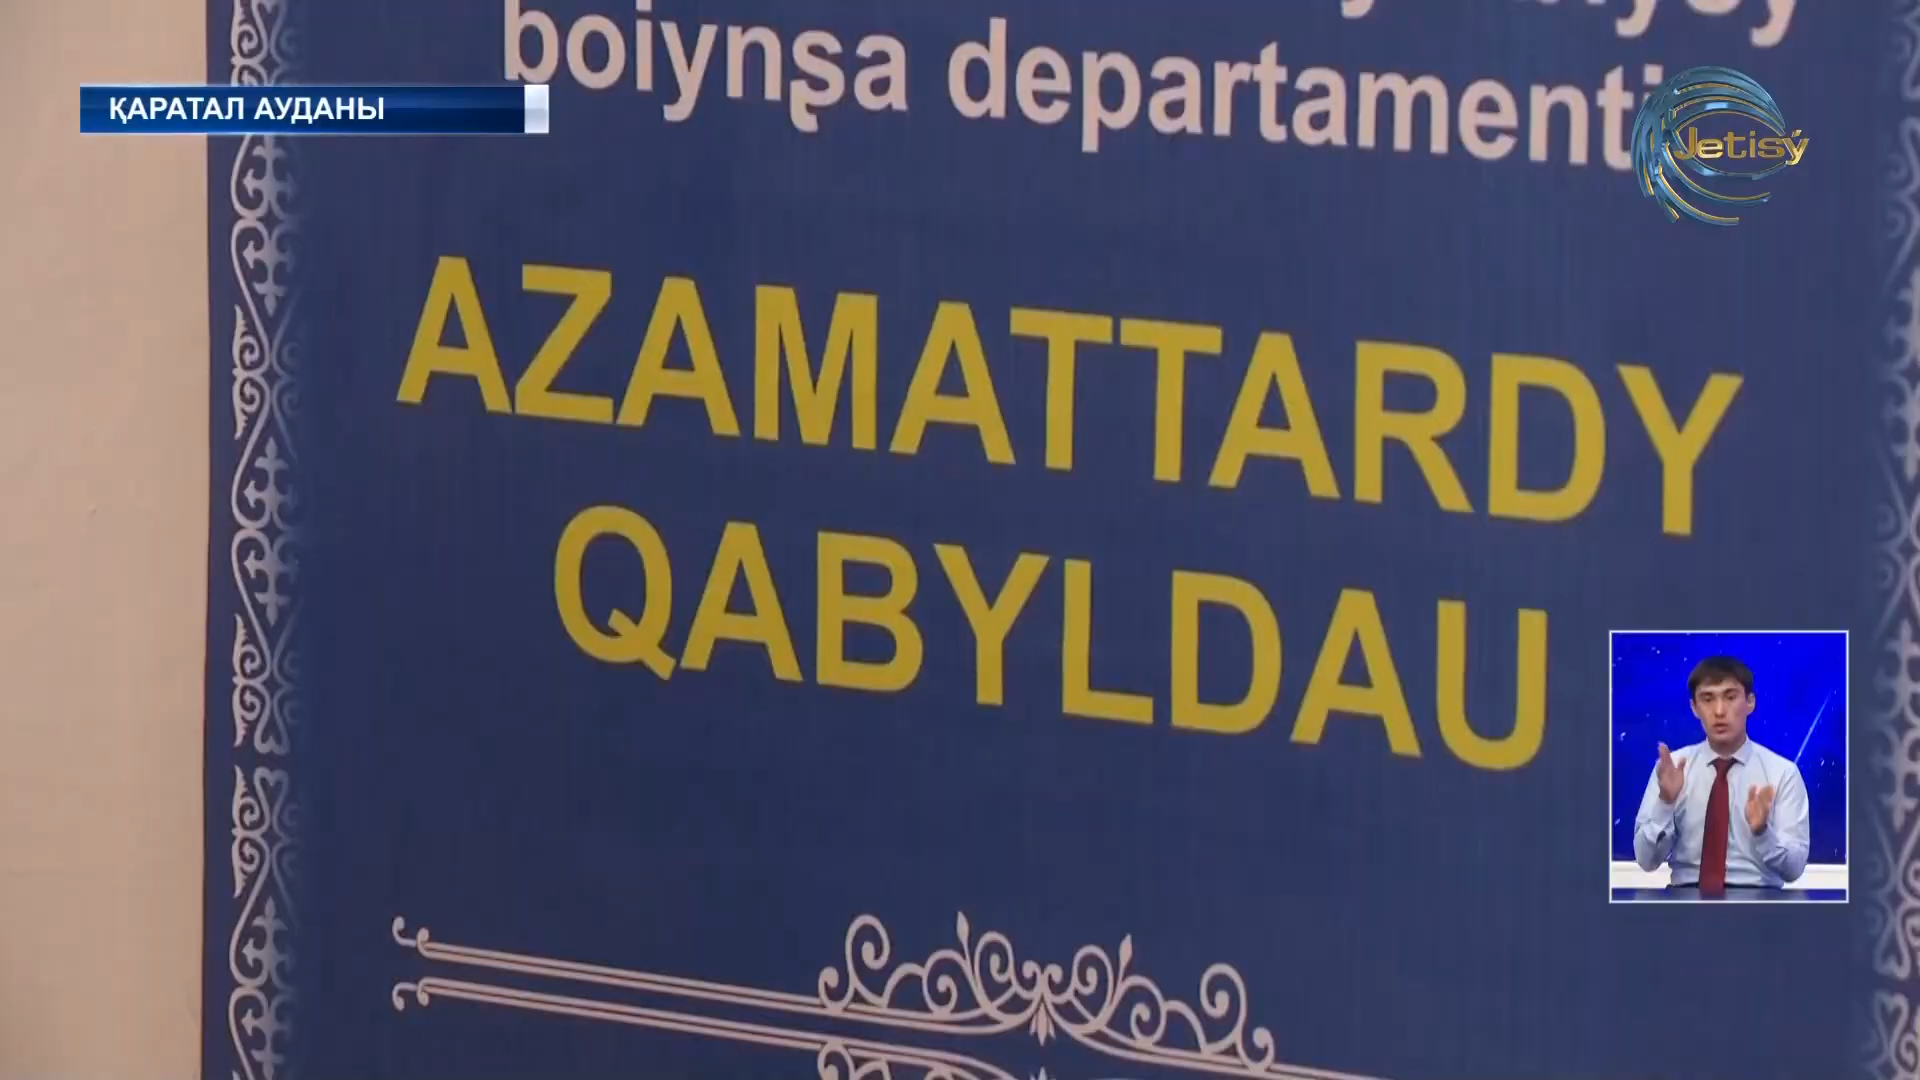 boiynşa departamenti
ҚАРАТАЛ АУДАНЫ
Jetisý
AZAMATTARDY
QABYLDAU